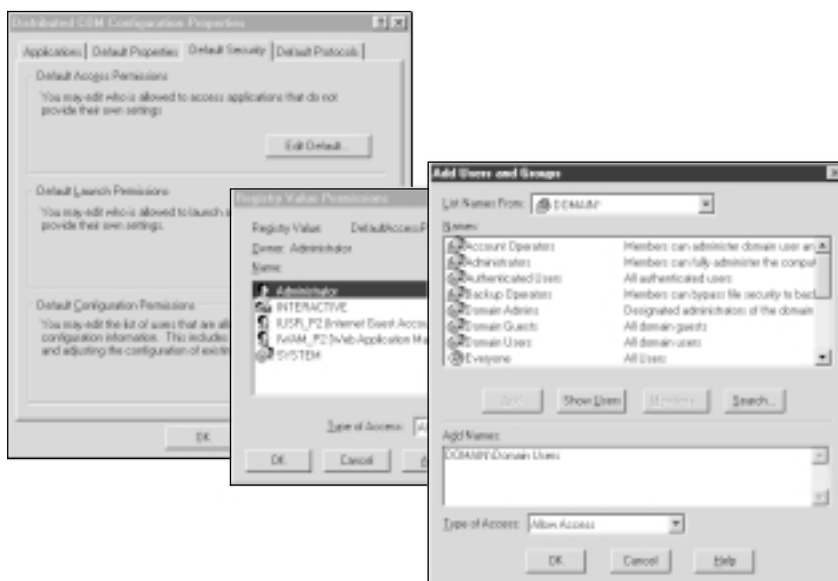 Distributed COM Configuration Properties
Applications
Default Properties
Default Security
Default Protocols
Default Access Permissions
You may edit who is allowed to access applications that do not
provide their own settings
Edit Default...
Default Launch Permissions
You may edit who is allowed to launch
provide their own settings.
Default Configuration Permissions
You may edit the list of users that are
configuration information. This includes
and adjusting the configuration of
OK
Registry Value Permissions
Registry Value:
Owner: Administrator
Name:
Administrator
INTERACTIVE
SYSTEM
Type of Access:
OK
Cancel
Add Users and Groups
List Names From:
DOMAIN*
Names:
Account Operators Members can administer domain user
Administrators Members can fully administer the
Authenticated Users All authenticated users
Backup Operators Members can bypass file security to
Domain Admins Designated administrators of the domain
Domain Guests All domain guests
Domain Users All domain users
Everyone All Users
Add
Show Users
Members
Search...
Add Names:
DOMAIN\Domain Users
Type of Access:
Allow Access
OK
Cancel
Help